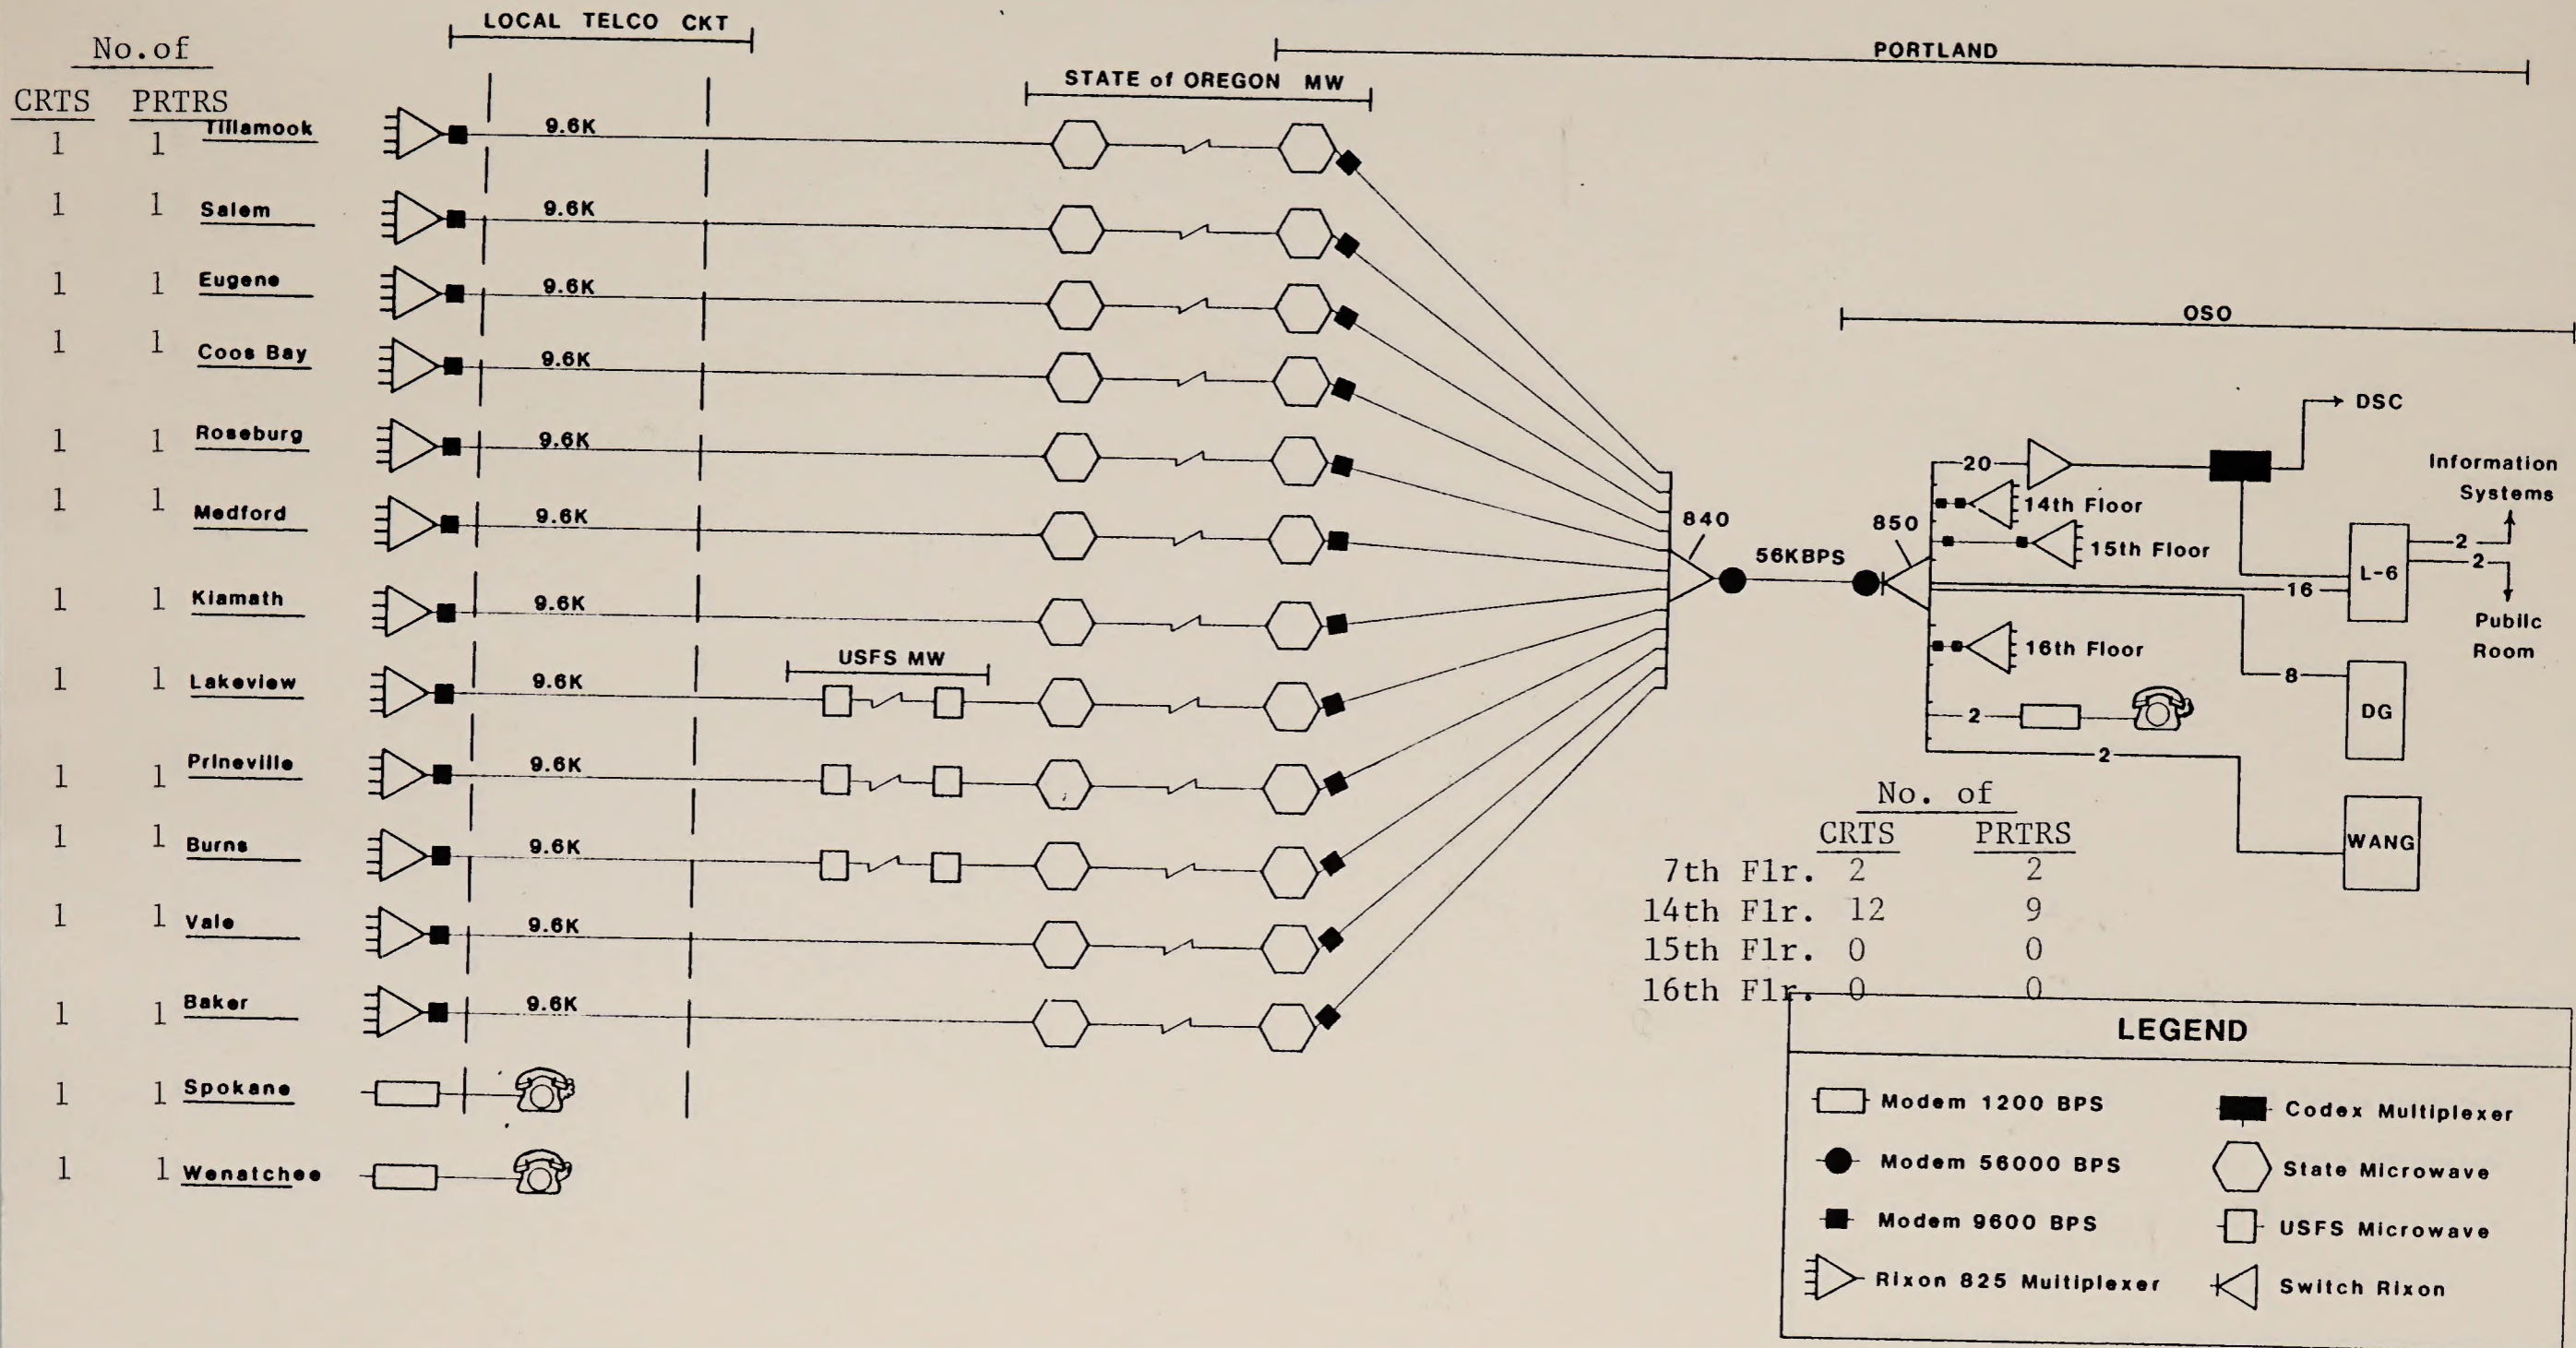 LOCAL TELCO CKT
No.of
CRTS PRTRS
PORTLAND
STATE of OREGON MW
1 1 Tillamook 9.6K
1 1 Salem 9.6K
1 1 Eugene 9.6K
1 1 Coos Bay 9.6K
1 1 Roseburg 9.6K
1 1 Medford 9.6K
1 1 Klamath 9.6K
USFS MW
1 1 Lakeview 9.6K
1 1 Prineville 9.6K
1 1 Burns 9.6K
1 1 Vale 9.6K
1 1 Baker 9.6K
1 1 Spokane
1 1 Wenatchee
840
56KBPS
850
OSO
DSC
20
14th Floor
15th Floor
Information
Systems
L-6
2
2
16
Public
Room
16th Floor
8
DG
2
2
WANG
No. of
CRTS PRTRS
7th Flr. 2 2
14th Flr. 12 9
15th Flr. 0 0
16th Flr. 0 0
LEGEND
Modem 1200 BPS
Codex Multiplexer
Modem 56000 BPS
State Microwave
Modem 9600 BPS
USFS Microwave
Rixon 825 Multiplexer
Switch Rixon